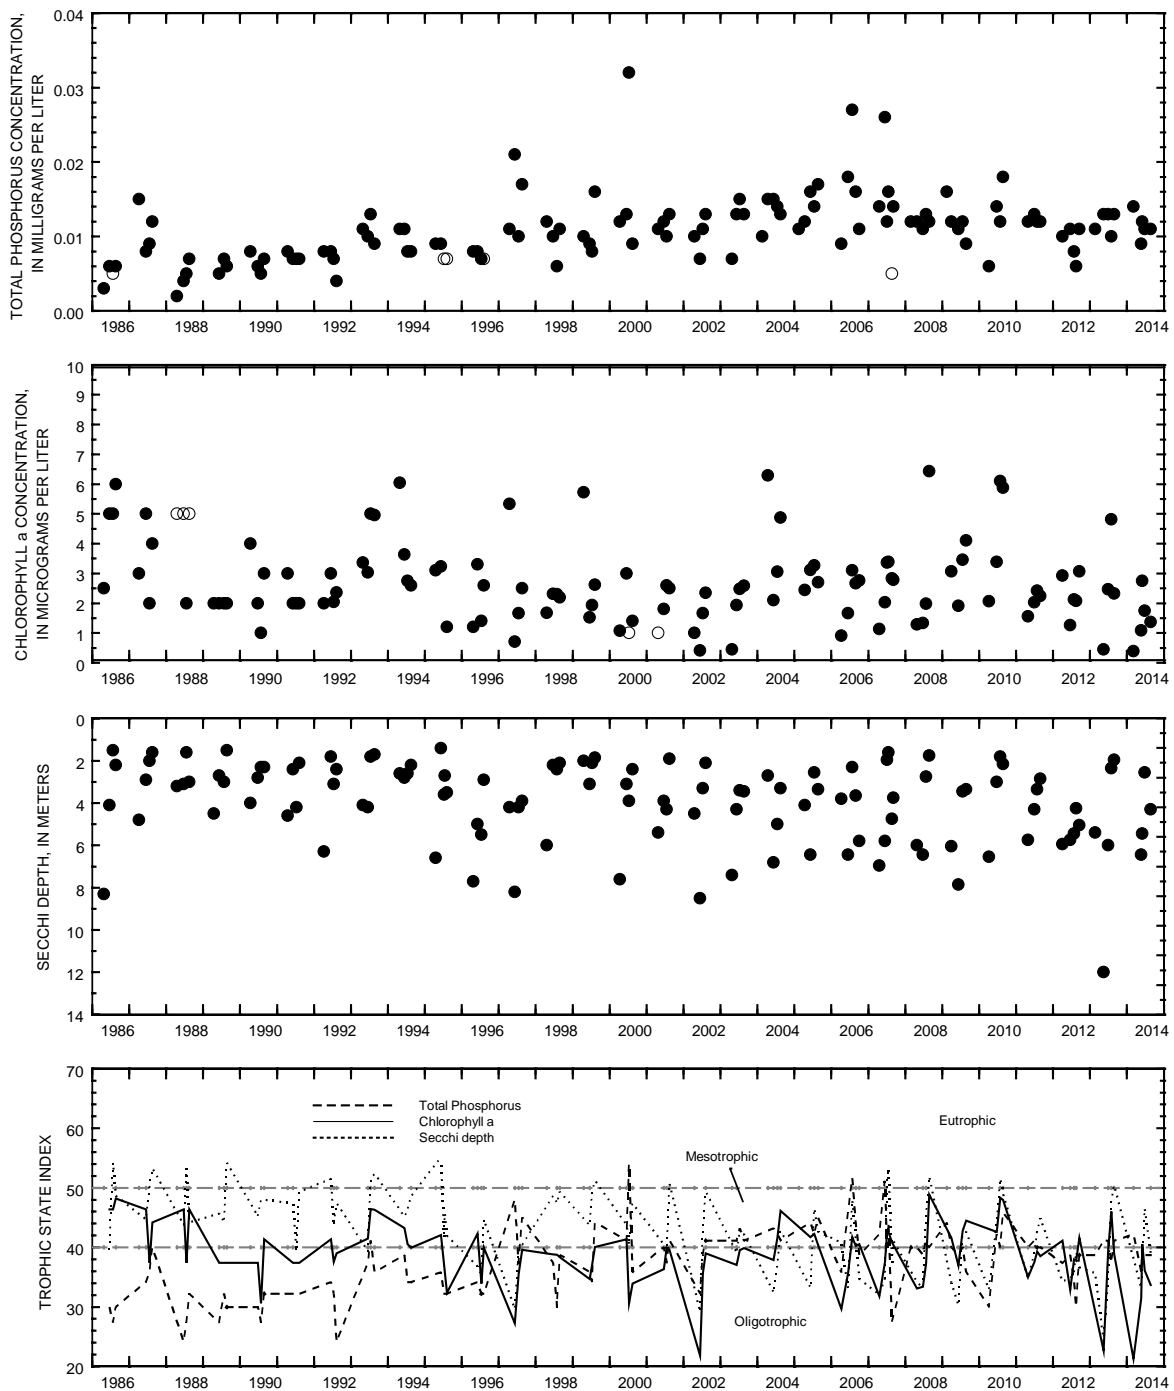 TOTAL PHOSPHORUS CONCENTRATION,
IN MILLIGRAMS PER LITER
0.04
0.03
0.02
0.01
0.00
1986 1988 1990 1992 1994 1996 1998 2000 2002 2004 2006 2008 2010 2012 2014
CHLOROPHYLL a CONCENTRATION,
IN MICROGRAMS PER LITER
10
9
8
7
6
5
4
3
2
1
0
1986 1988 1990 1992 1994 1996 1998 2000 2002 2004 2006 2008 2010 2012 2014
SECCHI DEPTH, IN METERS
0
2
4
6
8
10
12
14
1986 1988 1990 1992 1994 1996 1998 2000 2002 2004 2006 2008 2010 2012 2014
TROPHIC STATE INDEX
70
60
50
40
30
20
Total Phosphorus
Chlorophyll a
Secchi depth
Eutrophic
Mesotrophic
Oligotrophic
1986 1988 1990 1992 1994 1996 1998 2000 2002 2004 2006 2008 2010 2012 2014